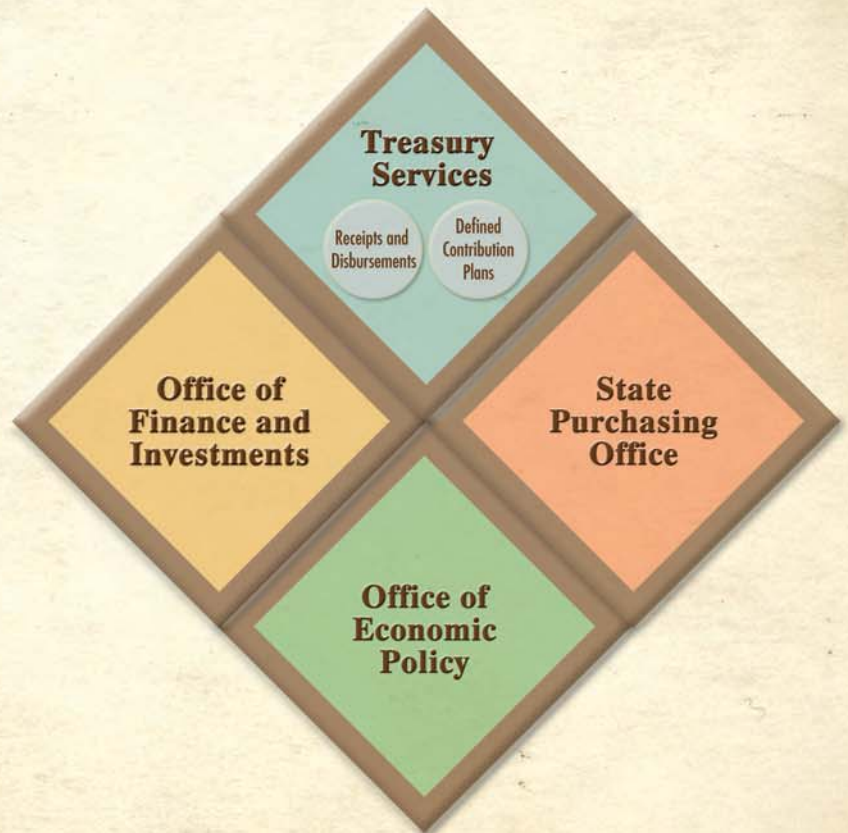 Treasury
Services
Receipts and
Disbursements
Defined
Contribution
Plans
Office of
Finance and
Investments
State
Purchasing
Office
Office of
Economic
Policy